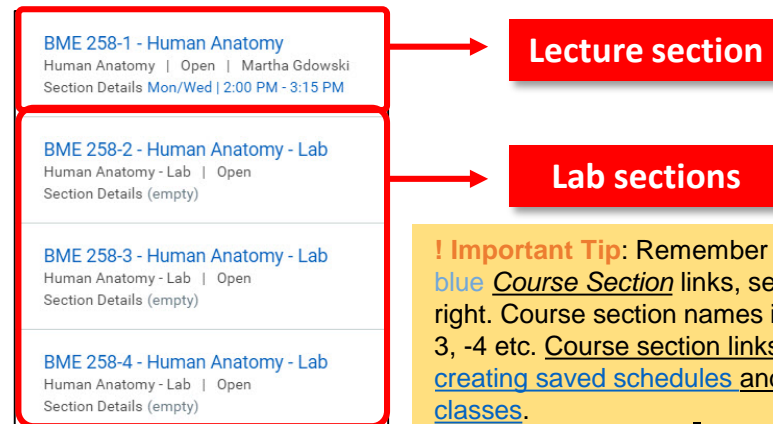 BME 258-1 - Human Anatomy
Human Anatomy | Open | Martha Gdowski
Section Details Mon/Wed | 2:00 PM - 3:15 PM
Lecture section
BME 258-2 - Human Anatomy - Lab
Human Anatomy - Lab | Open
Section Details (empty)
Lab sections
BME 258-3 - Human Anatomy - Lab
Human Anatomy - Lab | Open
Section Details (empty)
BME 258-4 - Human Anatomy - Lab
Human Anatomy - Lab | Open
Section Details (empty)
! Important Tip: Remember
blue Course Section links,
right. Course section names
3, -4 etc. Course section links
creating saved schedules and
classes.